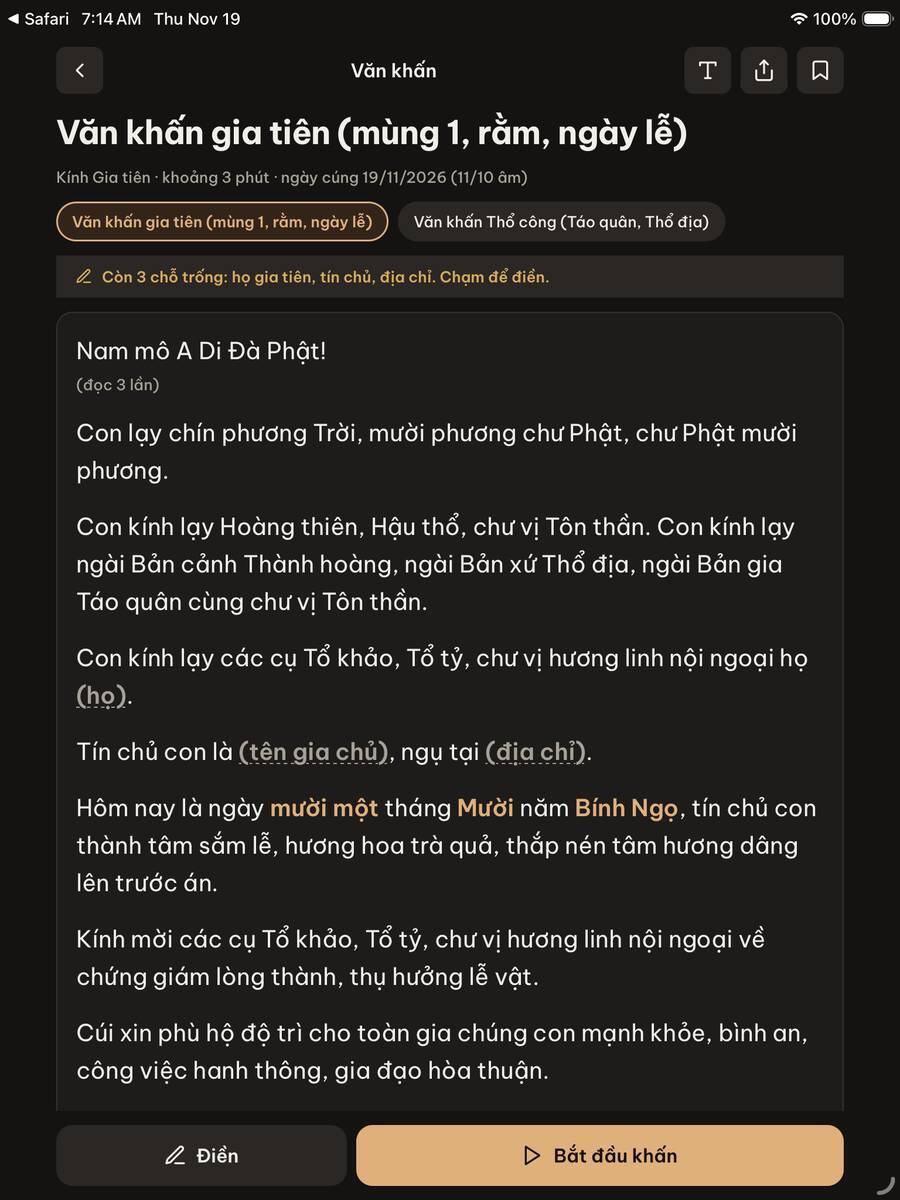 Safari 7:14 AM Thu Nov 19 100%
Văn khấn
Văn khấn gia tiên (mùng 1, rằm, ngày lễ)
Kính Gia tiên · khoảng 3 phút · ngày cúng 19/11/2026 (11/10 âm)
Văn khấn gia tiên (mùng 1, rằm, ngày lễ) Văn khấn Thổ công (Táo quân, Thổ địa)
Còn 3 chỗ trống: họ gia tiên, tín chủ, địa chỉ. Chạm để điền.
Nam mô A Di Đà Phật!
(đọc 3 lần)
Con lạy chín phương Trời, mười phương chư Phật, chư Phật mười
phương.
Con kính lạy Hoàng thiên, Hậu thổ, chư vị Tôn thần. Con kính lạy
ngài Bản cảnh Thành hoàng, ngài Bản xứ Thổ địa, ngài Bản gia
Táo quân cùng chư vị Tôn thần.
Con kính lạy các cụ Tổ khảo, Tổ tỷ, chư vị hương linh nội ngoại họ
(họ).
Tín chủ con là (tên gia chủ), ngụ tại (địa chỉ).
Hôm nay là ngày mười một tháng Mười năm Bính Ngọ, tín chủ con
thành tâm sắm lễ, hương hoa trà quả, thắp nén tâm hương dâng
lên trước án.
Kính mời các cụ Tổ khảo, Tổ tỷ, chư vị hương linh nội ngoại về
chứng giám lòng thành, thụ hưởng lễ vật.
Cúi xin phù hộ độ trì cho toàn gia chúng con mạnh khỏe, bình an,
công việc hanh thông, gia đạo hòa thuận.
Điền Bắt đầu khấn